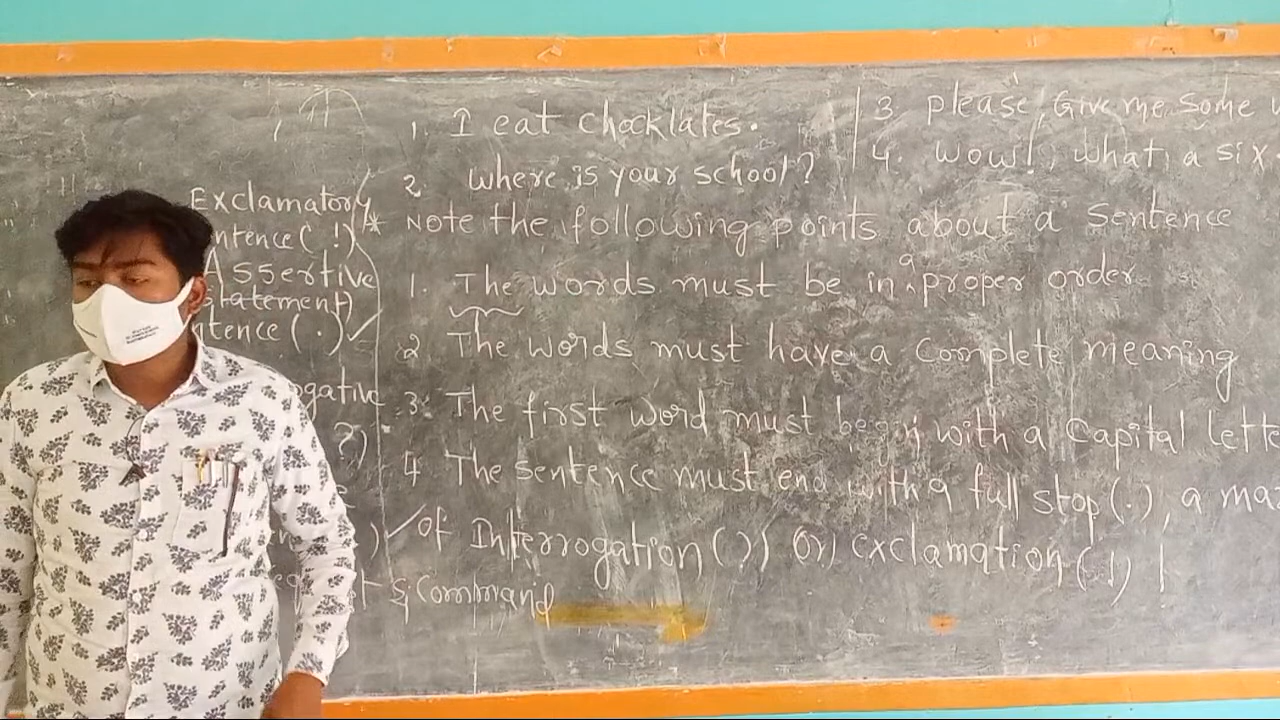 1. I eat chocklates.
2. where is your school?
3. please, Give me some
4. wow!, what a six
* Note the following points about a Sentence
1. The words must be in a proper order
2 The words must have a complete meaning
3. The first word must begin with a capital lette
4 The sentence must end with a full stop (.), a ma
of Interrogation (?) (or) exclamation (!)
Exclamatory
ntence (!)
Assertive
statement)
ntence (.)
ogative
?)
)
& Command